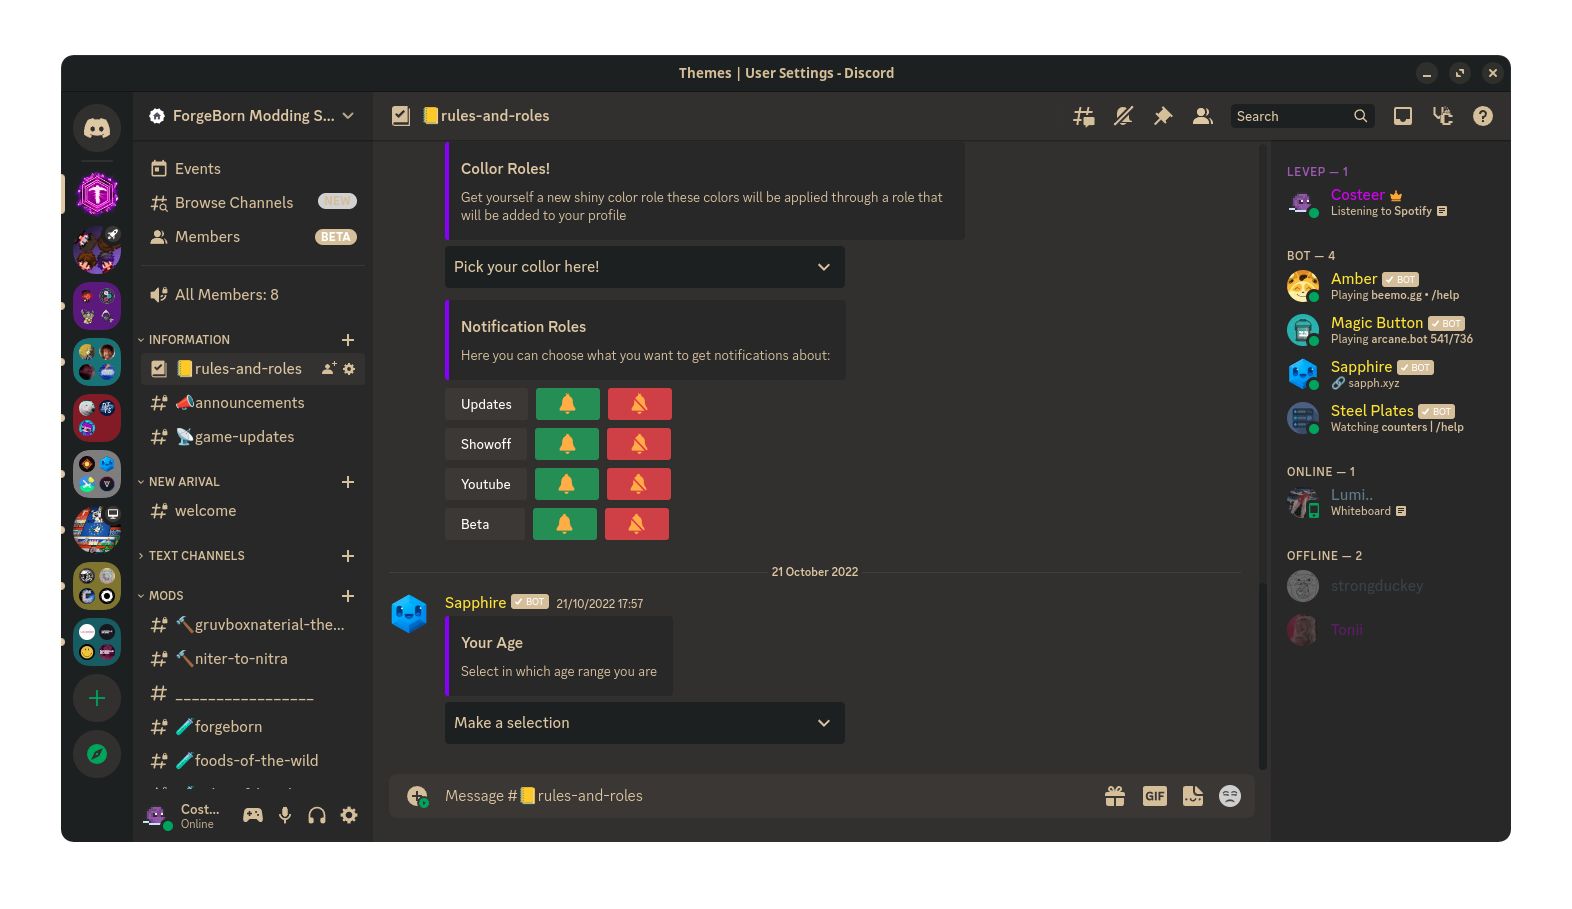 Themes | User Settings - Discord
ForgeBorn Modding S...
Events
Browse Channels NEW
Members BETA
All Members: 8
INFORMATION
📒rules-and-roles
📣announcements
📡game-updates
NEW ARIVAL
welcome
TEXT CHANNELS
MODS
🔨gruvboxnaterial-the...
🔨niter-to-nitra
_________________
🧪forgeborn
🧪foods-of-the-wild
Cost...
Online
📒rules-and-roles
Search
Collor Roles!
Get yourself a new shiny color role these colors will be applied through a role that
will be added to your profile
Pick your collor here!
Notification Roles
Here you can choose what you want to get notifications about:
Updates
Showoff
Youtube
Beta
21 October 2022
Sapphire ✓ BOT 21/10/2022 17:57
Your Age
Select in which age range you are
Make a selection
Message #📒rules-and-roles
GIF
LEVEP — 1
Costeer
Listening to Spotify
BOT — 4
Amber ✓ BOT
Playing beemo.gg • /help
Magic Button ✓ BOT
Playing arcane.bot 541/736
Sapphire ✓ BOT
🔗 sapph.xyz
Steel Plates ✓ BOT
Watching counters | /help
ONLINE — 1
Lumi..
Whiteboard
OFFLINE — 2
strongduckey
Tonii